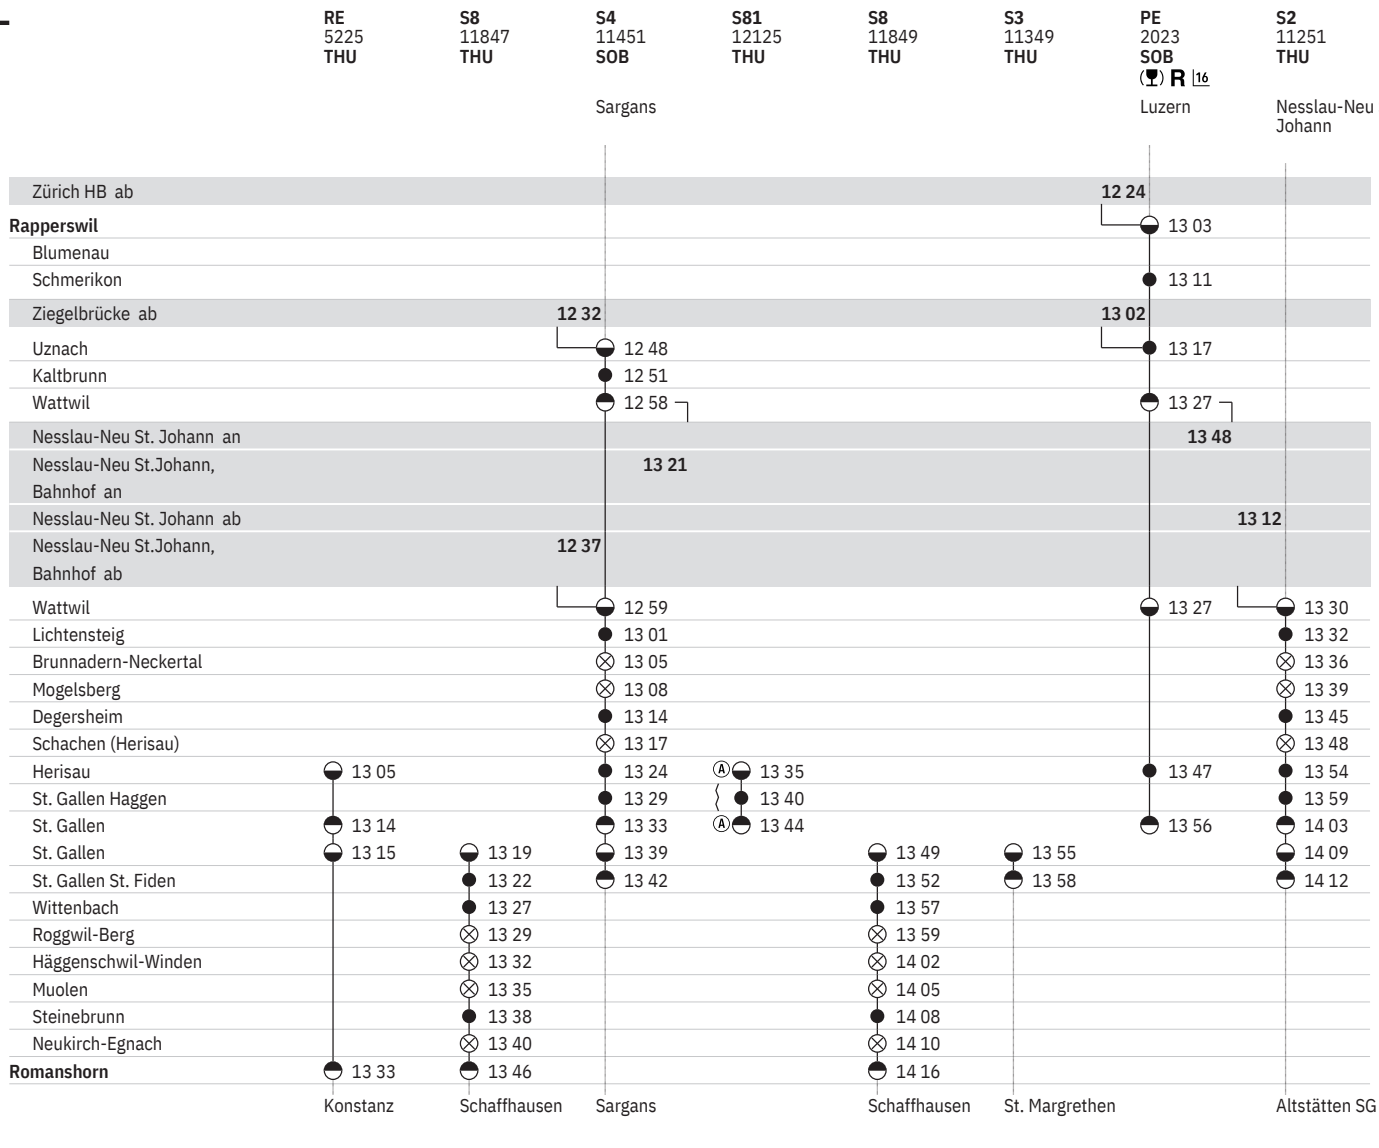 RE S8 S4 S81 S8 S3 PE S2
5225 11847 11451 12125 11849 11349 2023 11251
THU THU SOB THU THU THU SOB THU
R 16
Sargans Luzern Nesslau-Neu
Johann
Zürich HB ab 12 24
Rapperswil 13 03
Blumenau
Schmerikon 13 11
Ziegelbrücke ab 12 32 13 02
Uznach 12 48 13 17
Kaltbrunn 12 51
Wattwil 12 58 13 27
Nesslau-Neu St. Johann an 13 48
Nesslau-Neu St.Johann, 13 21
Bahnhof an
Nesslau-Neu St. Johann ab 13 12
Nesslau-Neu St.Johann, 12 37
Bahnhof ab
Wattwil 12 59 13 27 13 30
Lichtensteig 13 01 13 32
Brunnadern-Neckertal 13 05 13 36
Mogelsberg 13 08 13 39
Degersheim 13 14 13 45
Schachen (Herisau) 13 17 13 48
Herisau 13 05 13 24 A 13 35 13 47 13 54
St. Gallen Haggen 13 29 13 40 13 59
St. Gallen 13 14 13 33 A 13 44 13 56 14 03
St. Gallen 13 15 13 19 13 39 13 49 13 55 14 09
St. Gallen St. Fiden 13 22 13 42 13 52 13 58 14 12
Wittenbach 13 27 13 57
Roggwil-Berg 13 29 13 59
Häggenschwil-Winden 13 32 14 02
Muolen 13 35 14 05
Steinebrunn 13 38 14 08
Neukirch-Egnach 13 40 14 10
Romanshorn 13 33 13 46 14 16
Konstanz Schaffhausen Sargans Schaffhausen St. Margrethen Altstätten SG